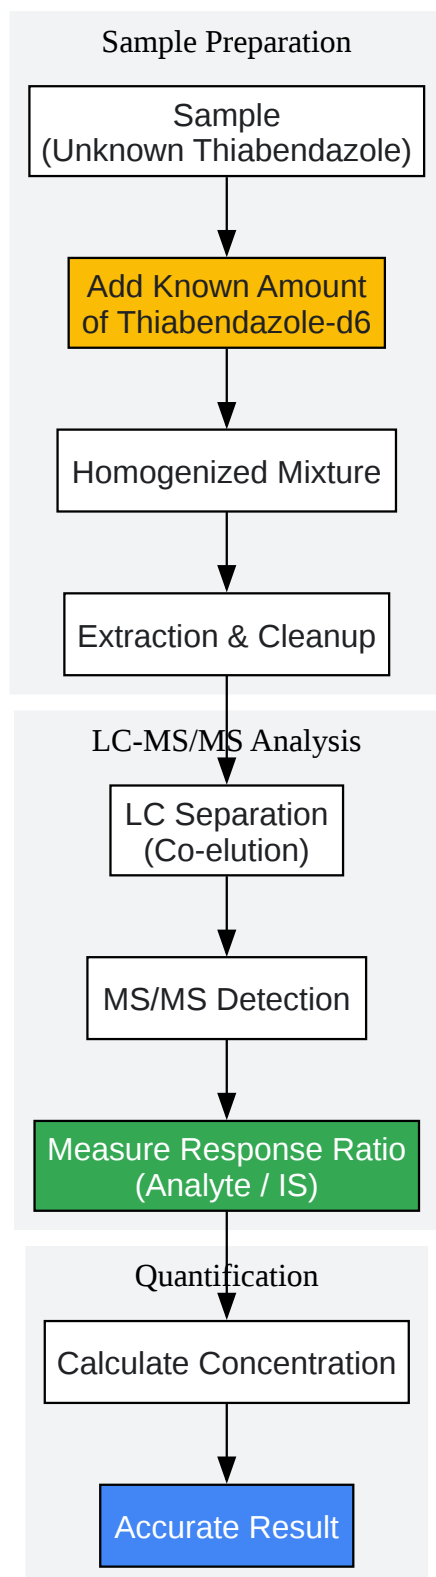 Sample Preparation
Sample
(Unknown Thiabendazole)
Add Known Amount
of Thiabendazole-d6
Homogenized Mixture
Extraction & Cleanup
LC-MS/MS Analysis
LC Separation
(Co-elution)
MS/MS Detection
Measure Response Ratio
(Analyte / IS)
Quantification
Calculate Concentration
Accurate Result